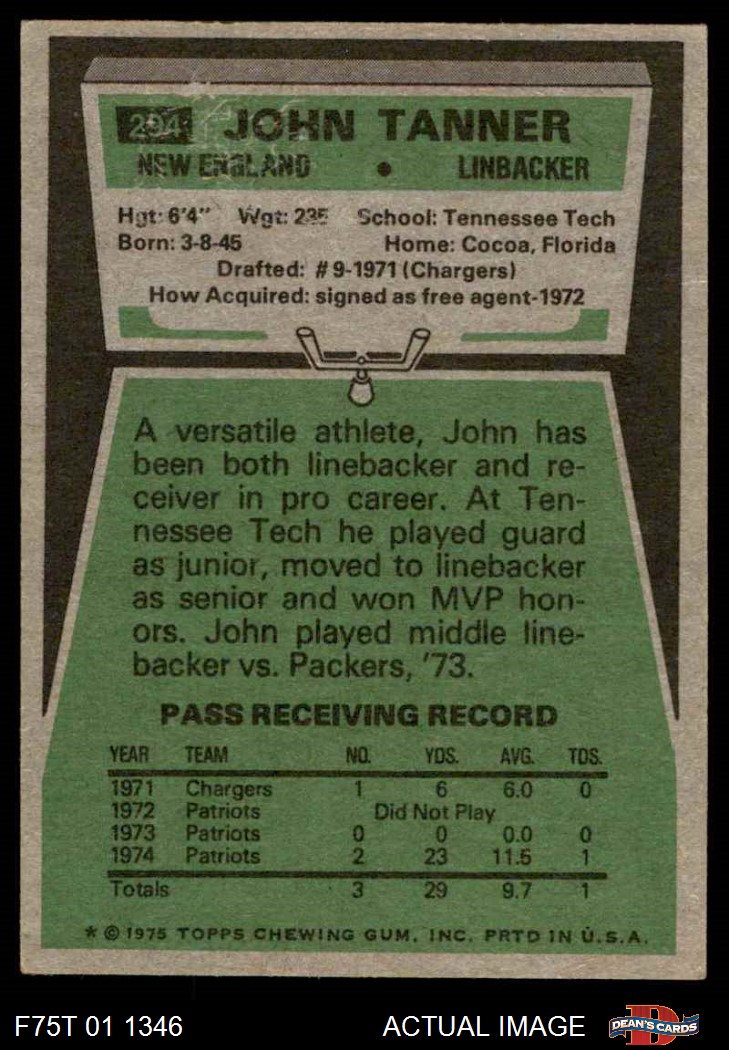 294 JOHN TANNER
NEW ENGLAND • LINBACKER
Hgt: 6'4" Wgt: 235 School: Tennessee Tech
Born: 3-8-45 Home: Cocoa, Florida
Drafted: #9-1971 (Chargers)
How Acquired: signed as free agent-1972
A versatile athlete, John has
been both linebacker and re-
ceiver in pro career. At Ten-
nessee Tech he played guard
as junior, moved to linebacker
as senior and won MVP hon-
ors. John played middle line-
backer vs. Packers, '73.
PASS RECEIVING RECORD
YEAR TEAM NO. YDS. AVG. TDS.
1971 Chargers 1 6 6.0 0
1972 Patriots Did Not Play
1973 Patriots 0 0 0.0 0
1974 Patriots 2 23 11.5 1
Totals 3 29 9.7 1
* © 1975 TOPPS CHEWING GUM, INC. PRTD IN U.S.A.
F75T 01 1346 ACTUAL IMAGE D DEAN'S CARDS